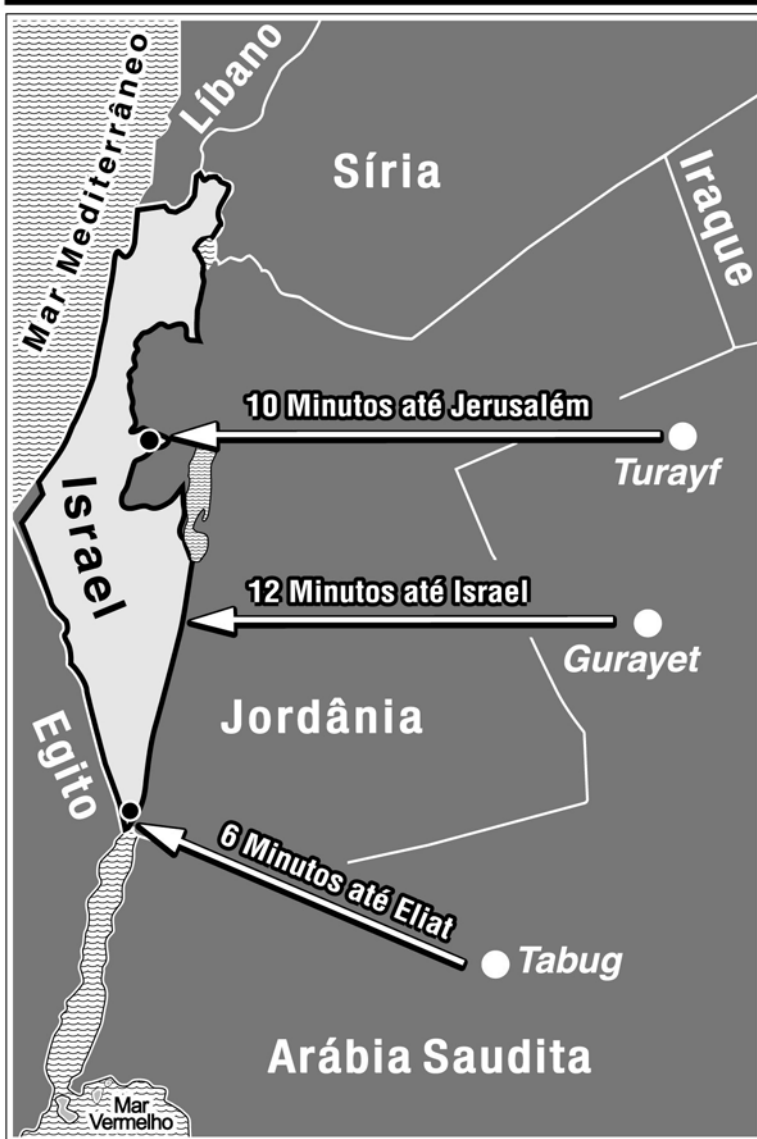 Mar Mediterrâneo
Líbano
Síria
Iraque
10 Minutos até Jerusalém
Turayf
Israel
12 Minutos até Israel
Gurayet
Jordânia
Egito
6 Minutos até Eliat
Tabug
Arábia Saudita
Mar
Vermelho